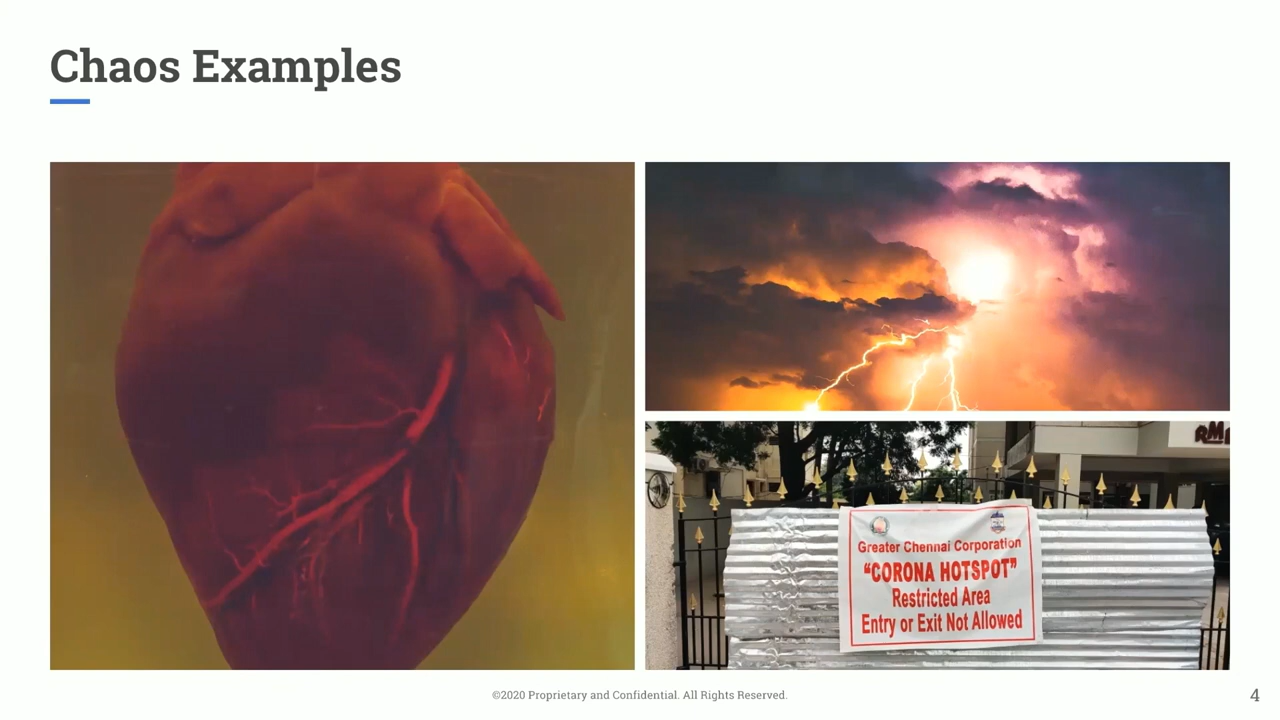 Chaos Examples
Greater Chennai Corporation
“CORONA HOTSPOT”
Restricted Area
Entry or Exit Not Allowed
©2020 Proprietary and Confidential. All Rights Reserved.
4